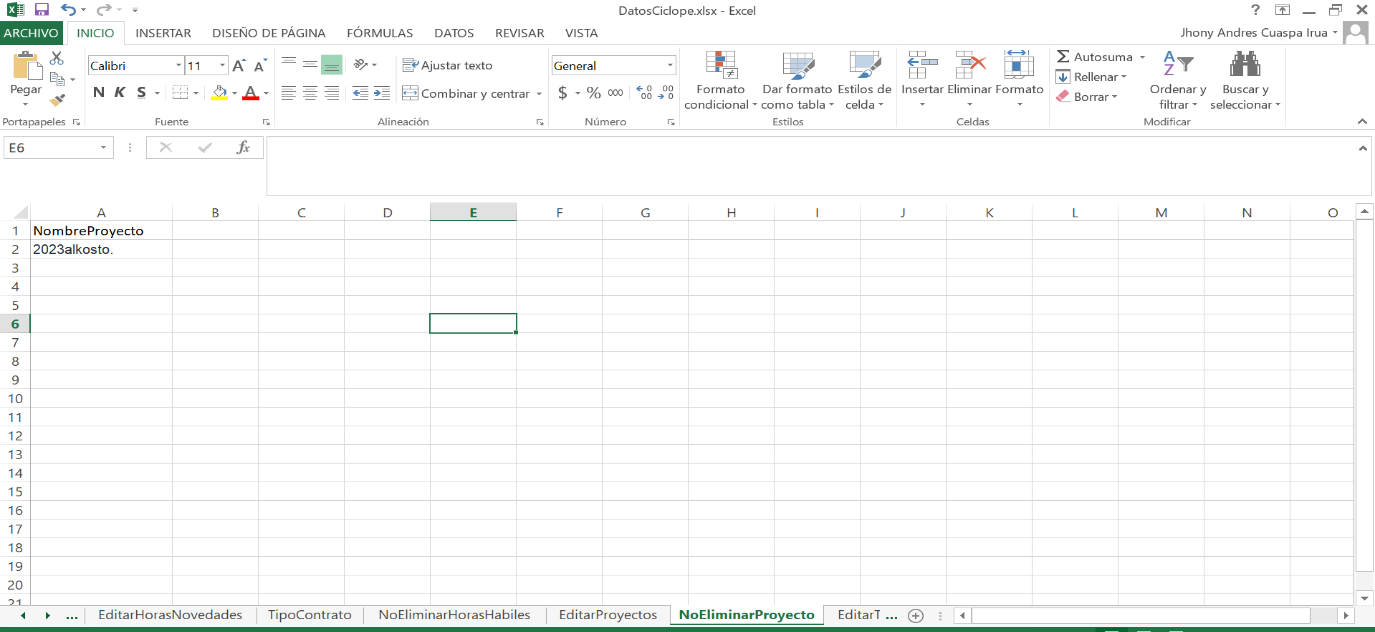 DatosCiclope.xlsx - Excel
?
ARCHIVO INICIO INSERTAR DISEÑO DE PÁGINA FÓRMULAS DATOS REVISAR VISTA Jhony Andres Cuaspa Irua
Calibri 11 A A Ajustar texto General Autosuma
Pegar N K S A Combinar y centrar $ % 000 Formato condicional Dar formato como tabla Estilos de celda Insertar Eliminar Formato Rellenar Borrar Ordenar y filtrar Buscar y seleccionar
Portapapeles Fuente Alineación Número Estilos Celdas Modificar
E6 fx
A B C D E F G H I J K L M N O
1 NombreProyecto
2 2023alkosto.
3
4
5
6
7
8
9
10
11
12
13
14
15
16
17
18
19
20
21
... EditarHorasNovedades TipoContrato NoEliminarHorasHabiles EditarProyectos NoEliminarProyecto EditarT ...